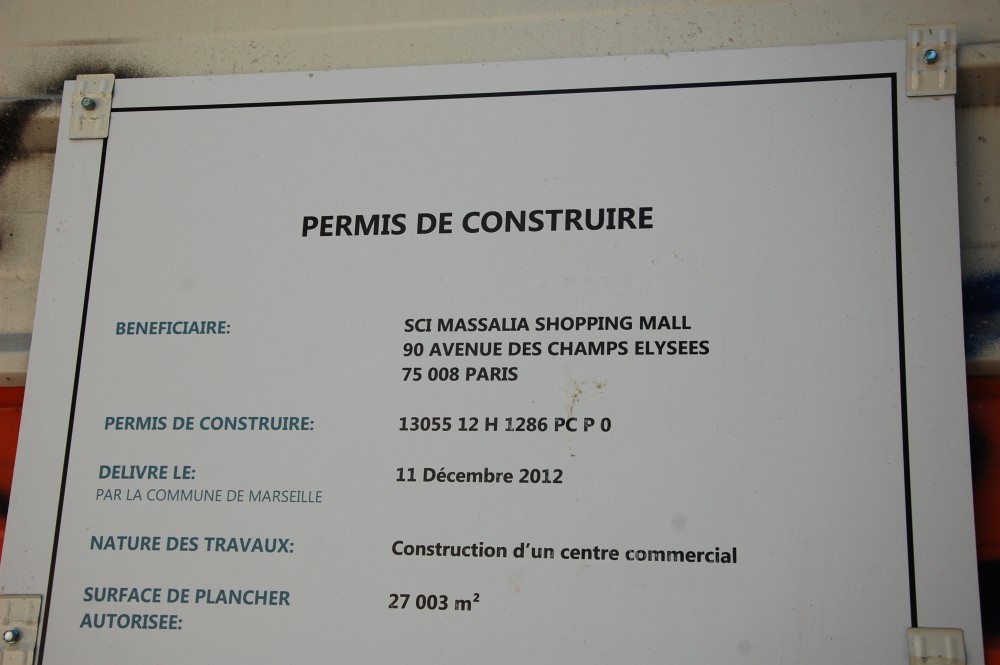 PERMIS DE CONSTRUIRE
BENEFICIAIRE: SCI MASSALIA SHOPPING MALL
90 AVENUE DES CHAMPS ELYSEES
75 008 PARIS
PERMIS DE CONSTRUIRE: 13055 12 H 1286 PC P 0
DELIVRE LE: 11 Décembre 2012
PAR LA COMMUNE DE MARSEILLE
NATURE DES TRAVAUX: Construction d'un centre commercial
SURFACE DE PLANCHER 27 003 m²
AUTORISEE: